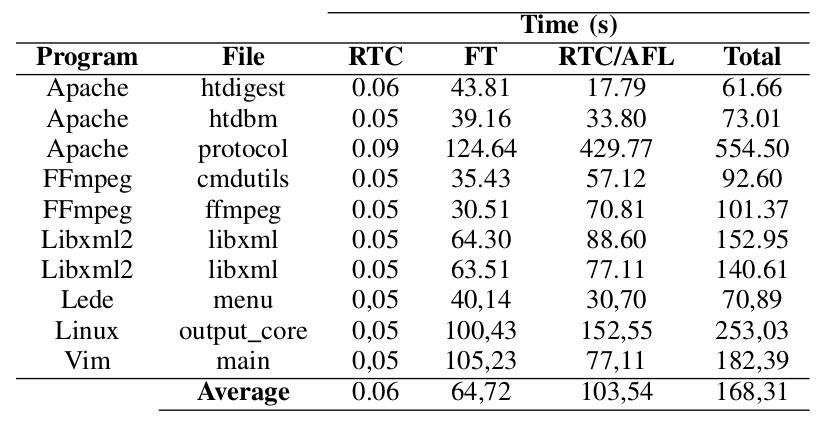 Time (s)
Program File RTC FT RTC/AFL Total
Apache htdigest 0.06 43.81 17.79 61.66
Apache htdbm 0.05 39.16 33.80 73.01
Apache protocol 0.09 124.64 429.77 554.50
FFmpeg cmdutils 0.05 35.43 57.12 92.60
FFmpeg ffmpeg 0.05 30.51 70.81 101.37
Libxml2 libxml 0.05 64.30 88.60 152.95
Libxml2 libxml 0.05 63.51 77.11 140.61
Lede menu 0,05 40,14 30,70 70,89
Linux output_core 0,05 100,43 152,55 253,03
Vim main 0,05 105,23 77,11 182,39
Average 0.06 64,72 103,54 168,31